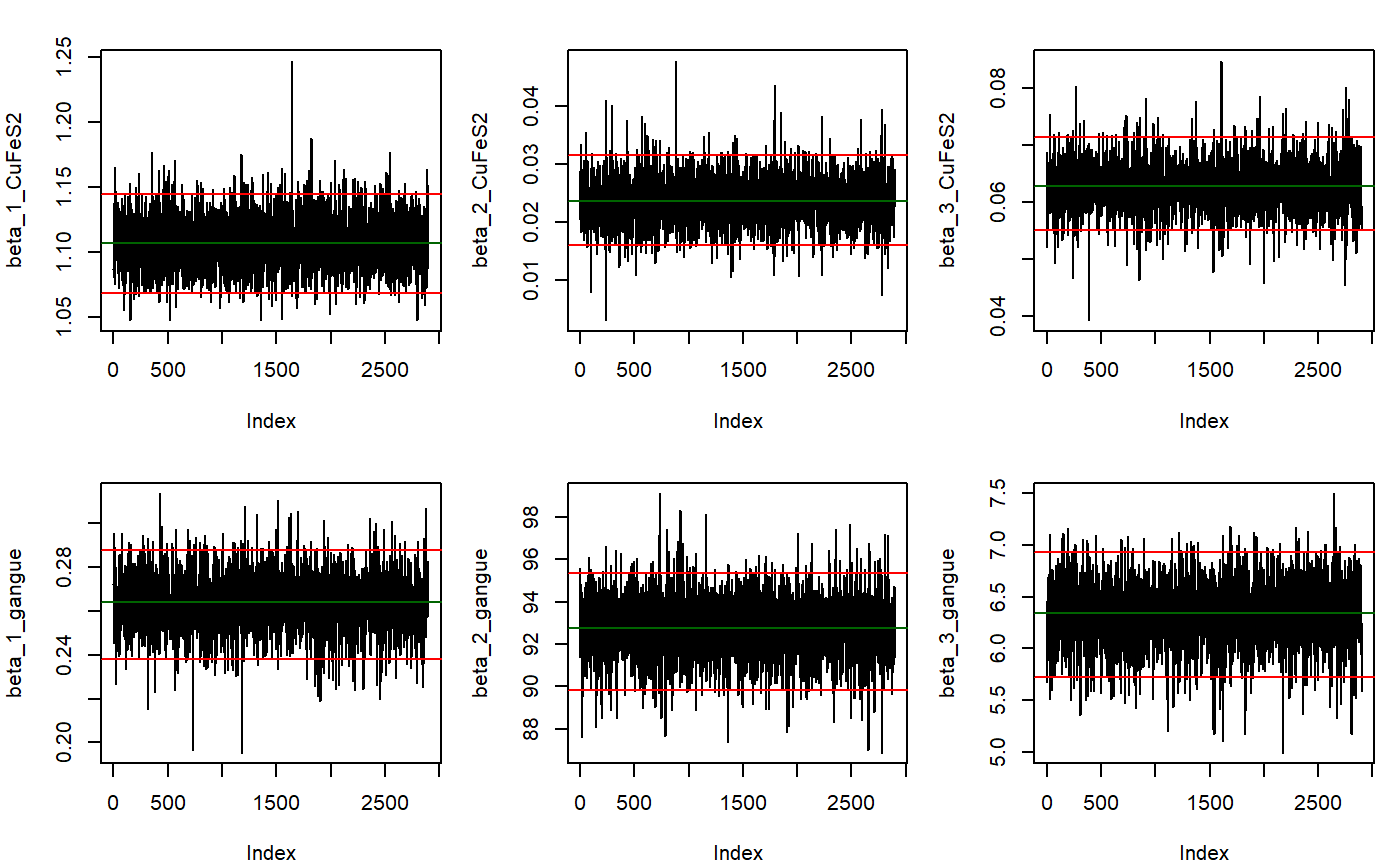 beta_1_CuFeS2
1.05 1.10 1.15 1.20 1.25
0 500 1500 2500
Index
beta_2_CuFeS2
0.01 0.02 0.03 0.04
0 500 1500 2500
Index
beta_3_CuFeS2
0.04 0.06 0.08
0 500 1500 2500
Index
beta_1_gangue
0.20 0.24 0.28
0 500 1500 2500
Index
beta_2_gangue
88 90 92 94 96 98
0 500 1500 2500
Index
beta_3_gangue
5.0 5.5 6.0 6.5 7.0 7.5
0 500 1500 2500
Index